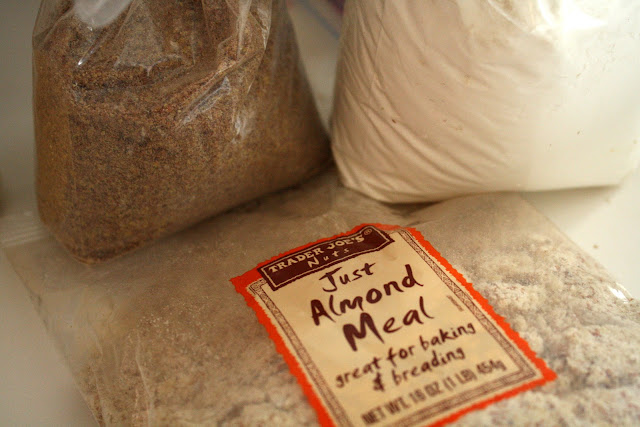 TRADER JOE'S®
Nuts
Just
Almond
Meal
great for baking
& breading
NET WT. 16 OZ (1 LB) 454g